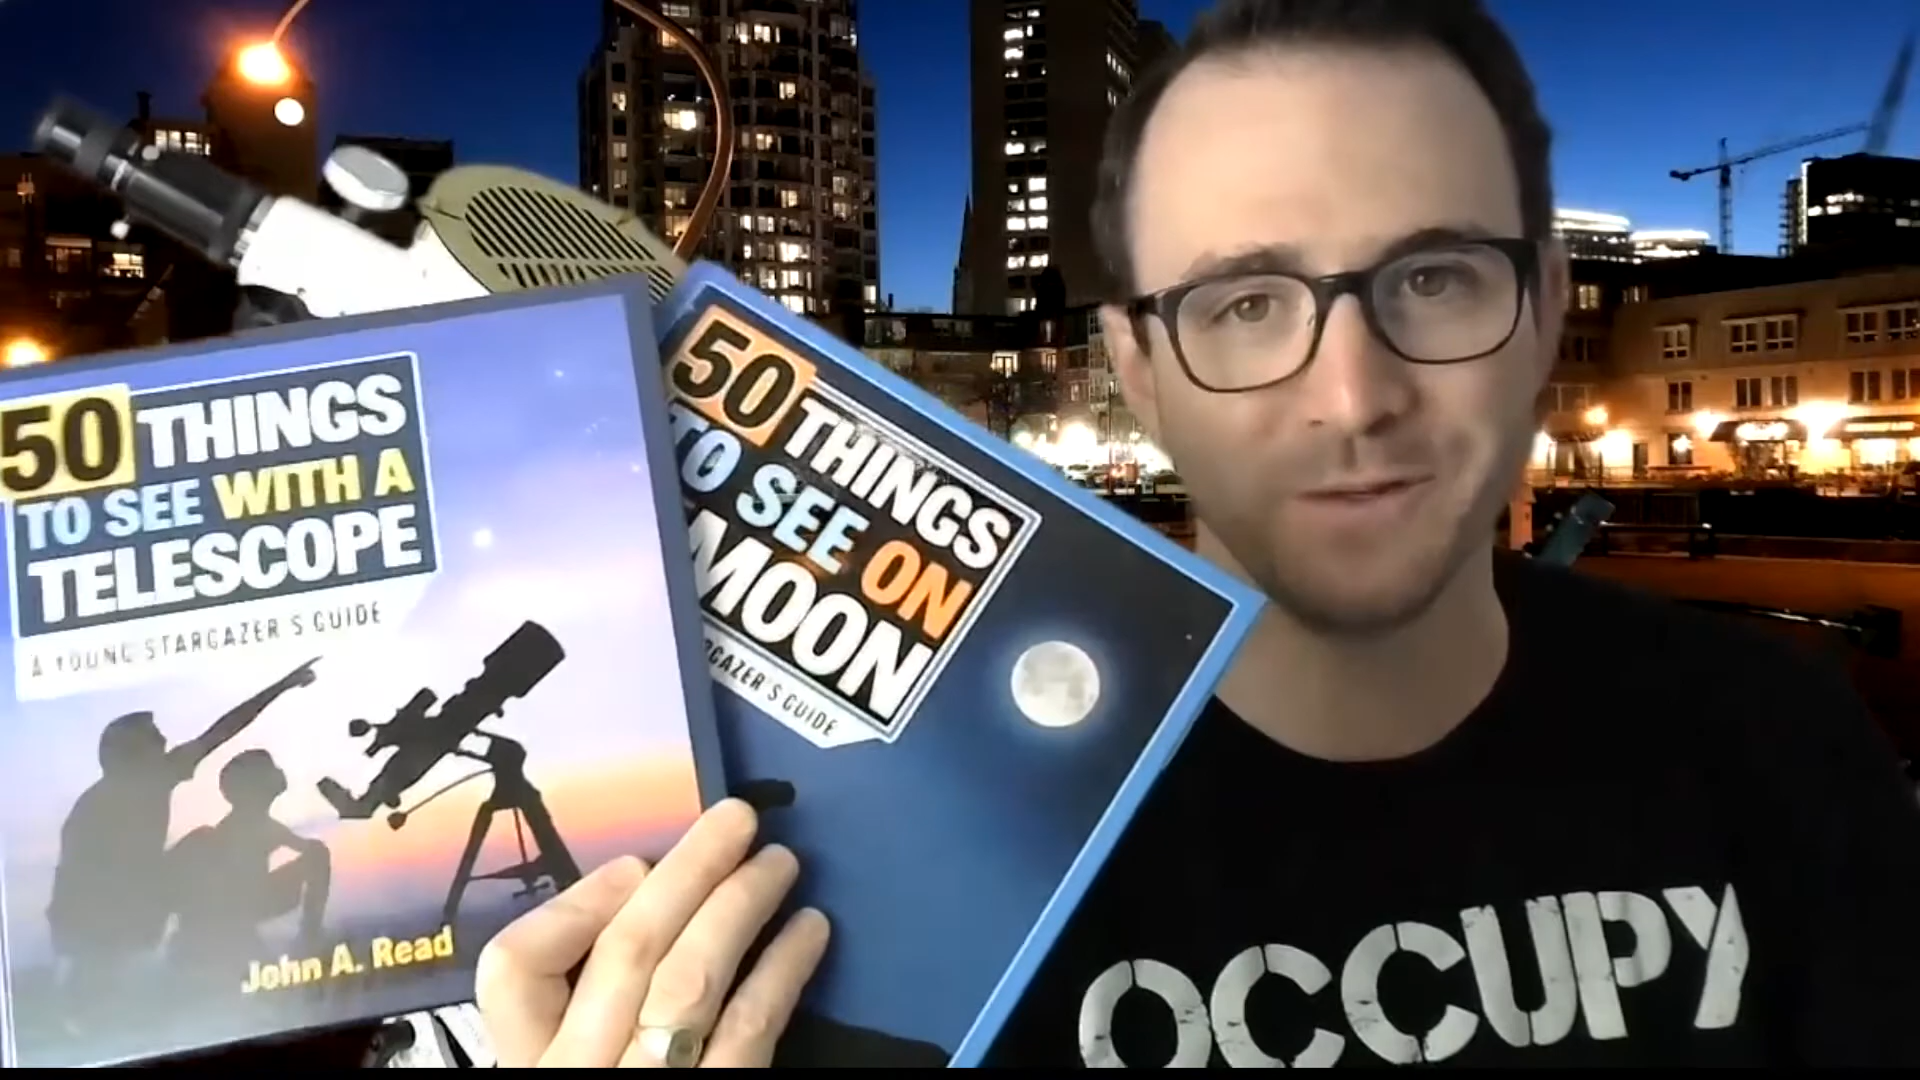 50 THINGS
TO SEE WITH A
TELESCOPE
A YOUNG STARGAZER'S GUIDE
John A. Read
50 THINGS
TO SEE ON
MOON
GAZER'S GUIDE
OCCUPY